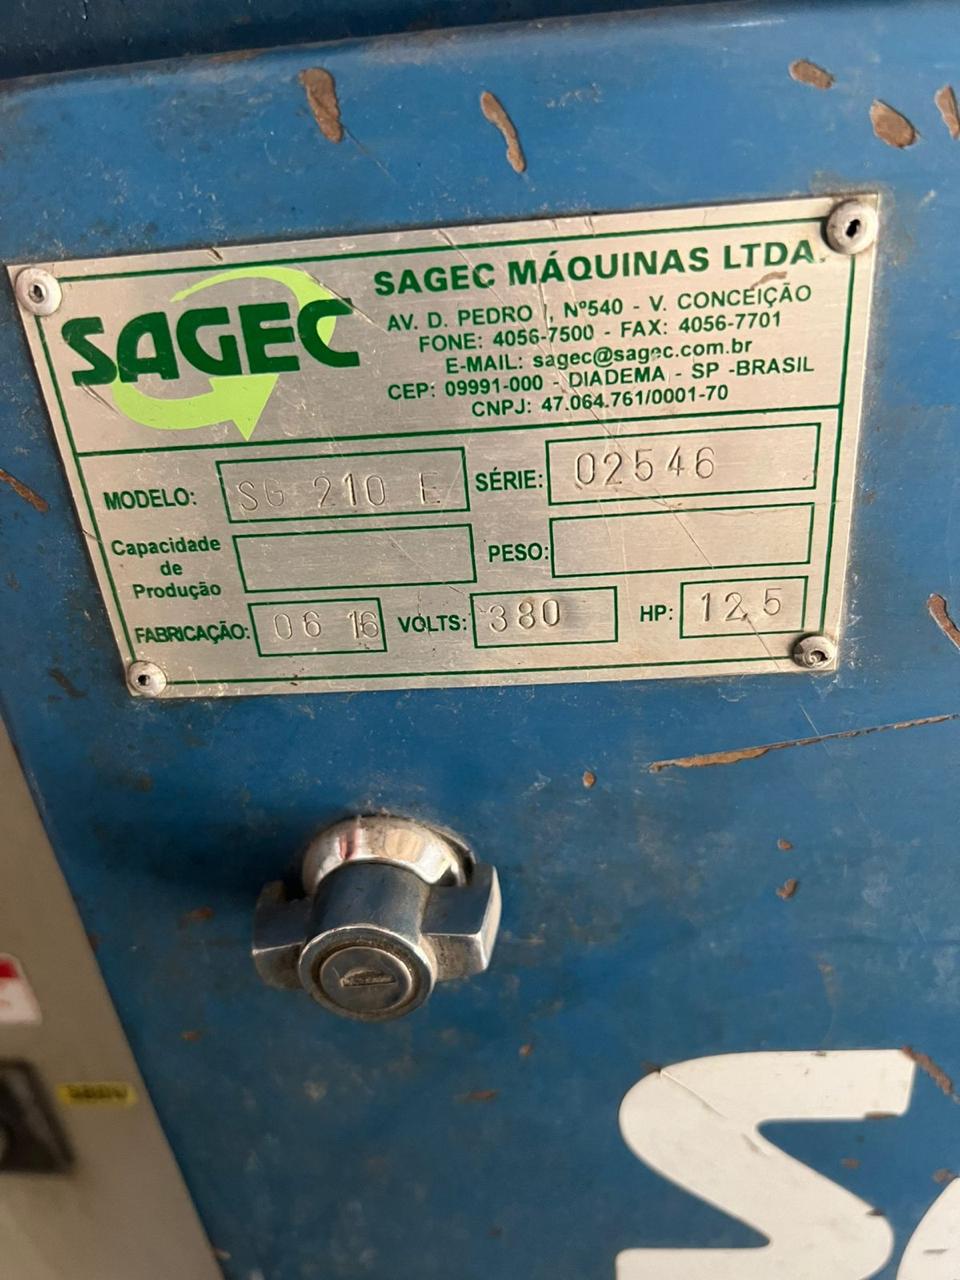 SAGEC
SAGEC MÁQUINAS LTDA.
AV. D. PEDRO I, Nº540 - V. CONCEIÇÃO
FONE: 4056-7500 - FAX: 4056-7701
E-MAIL: sagec@sagec.com.br
CEP: 09991-000 - DIADEMA - SP -BRASIL
CNPJ: 47.064.761/0001-70
MODELO: SG 210 E SÉRIE: 02546
Capacidade de Produção PESO:
FABRICAÇÃO: 06 16 VOLTS: 380 HP: 12,5
380V
S